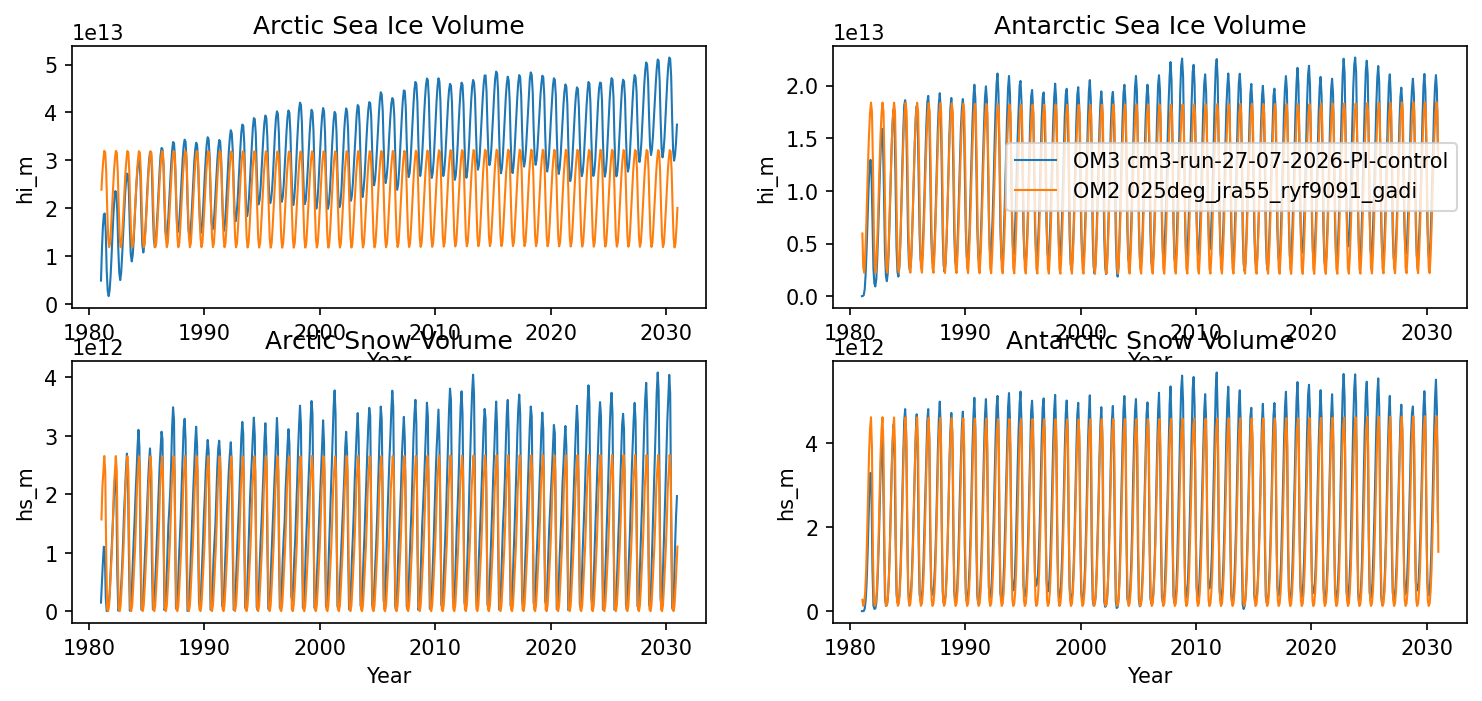 Arctic Sea Ice Volume
1e13
hi_m
5
4
3
2
1
0
1980 1990 2000 2010 2020 2030
Year
Antarctic Sea Ice Volume
1e13
hi_m
2.0
1.5
1.0
0.5
0.0
OM3 cm3-run-27-07-2026-PI-control
OM2 025deg_jra55_ryf9091_gadi
1980 1990 2000 2010 2020 2030
Year
Arctic Snow Volume
1e12
hs_m
4
3
2
1
0
1980 1990 2000 2010 2020 2030
Year
Antarctic Snow Volume
1e12
hs_m
4
2
0
1980 1990 2000 2010 2020 2030
Year